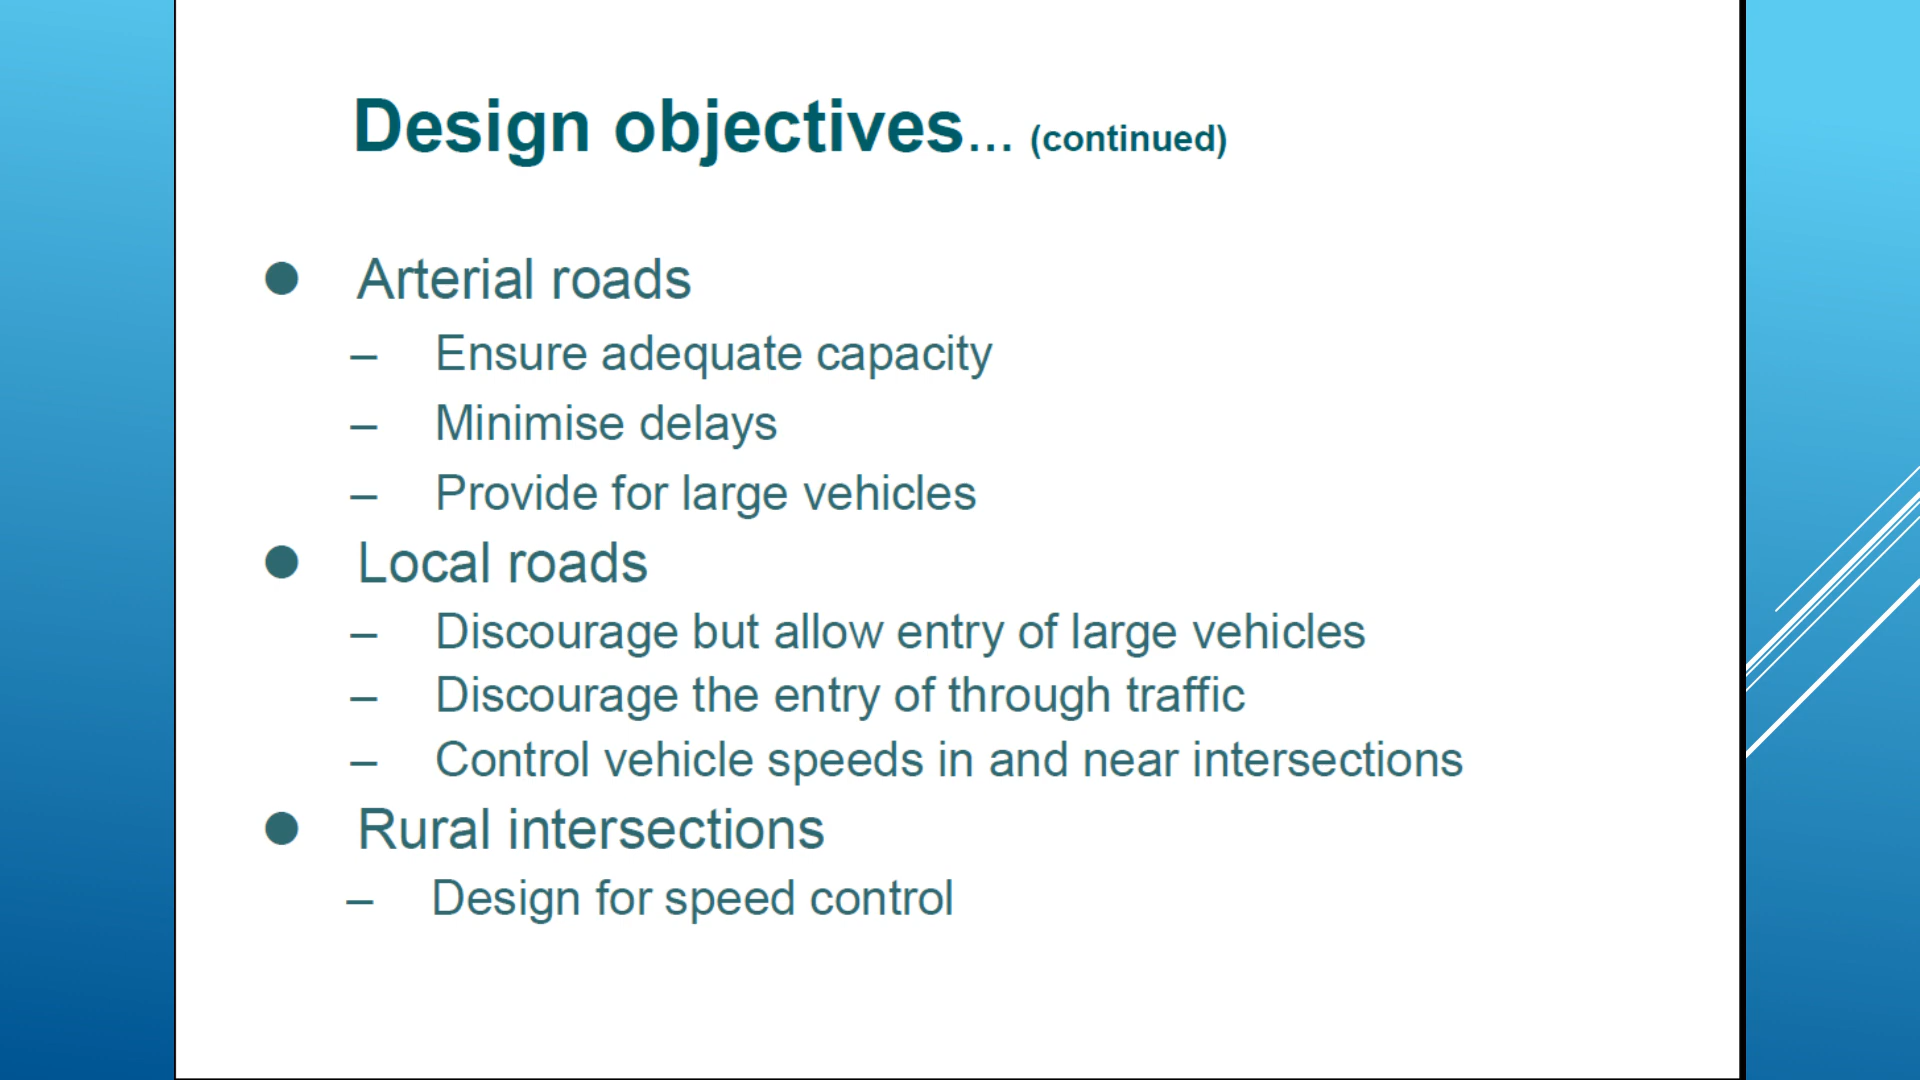 Design objectives... (continued)
● Arterial roads
– Ensure adequate capacity
– Minimise delays
– Provide for large vehicles
● Local roads
– Discourage but allow entry of large vehicles
– Discourage the entry of through traffic
– Control vehicle speeds in and near intersections
● Rural intersections
– Design for speed control